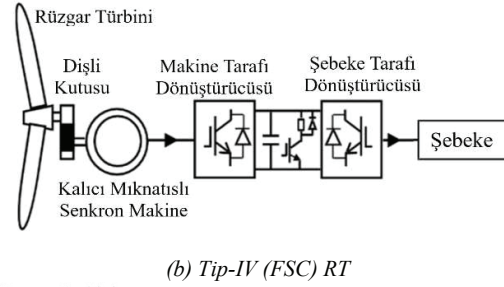 Rüzgar Türbini
Dişli
Kutusu
Makine Tarafı
Dönüştürücüsü
Şebeke Tarafı
Dönüştürücüsü
Şebeke
Kalıcı Mıknatıslı
Senkron Makine
(b) Tip-IV (FSC) RT